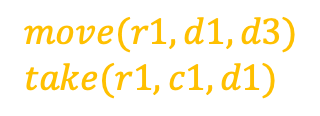 move(r1, d1, d3)
take(r1, c1, d1)